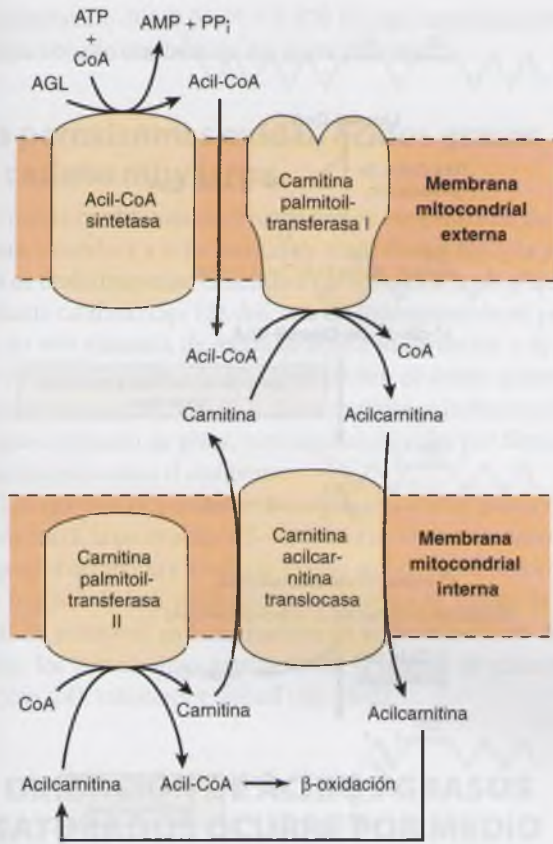 ATP
+
CoA
AMP + PPi
AGL
Acil-CoA
Acil-CoA
sintetasa
Carnitina
palmitoil-
transferasa I
Membrana
mitocondrial
externa
Acil-CoA
CoA
Carnitina
Acilcarnitina
Carnitina
palmitoil-
transferasa
II
Carnitina
acilcar-
nitina
translocasa
Membrana
mitocondrial
interna
CoA
Carnitina
Acilcarnitina
Acilcarnitina
Acil-CoA
β-oxidación